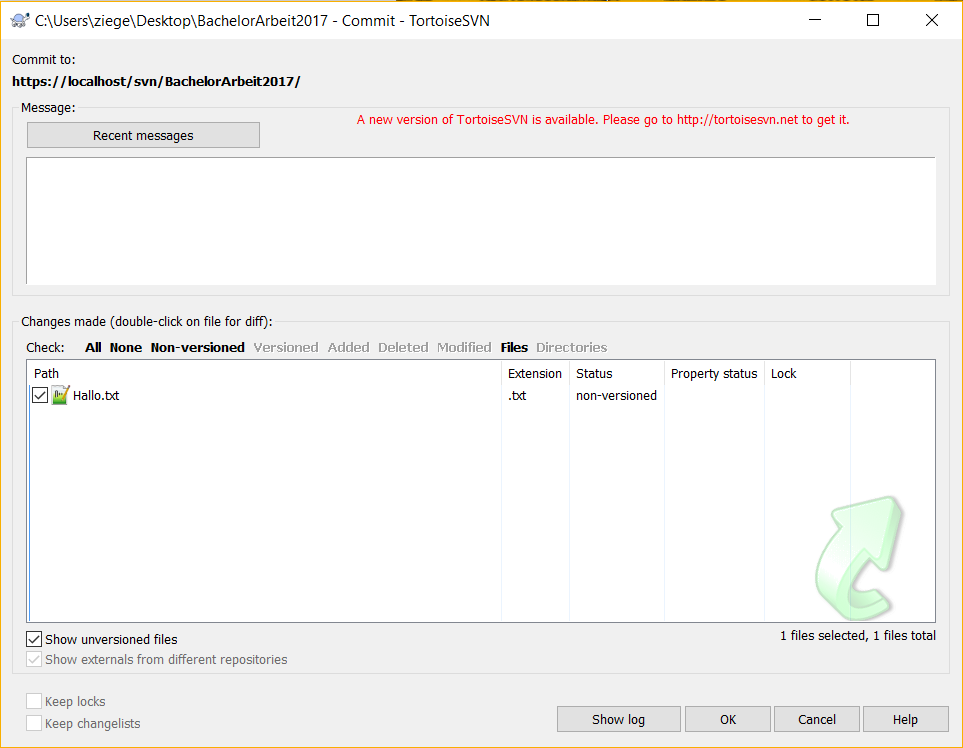 C:\Users\ziege\Desktop\BachelorArbeit2017 - Commit - TortoiseSVN
Commit to:
https://localhost/svn/BachelorArbeit2017/
Message:
Recent messages
A new version of TortoiseSVN is available. Please go to http://tortoisesvn.net to get it.
Changes made (double-click on file for diff):
Check: All None Non-versioned Versioned Added Deleted Modified Files Directories
Path Extension Status Property status Lock
Hallo.txt .txt non-versioned
Show unversioned files
1 files selected, 1 files total
Show externals from different repositories
Keep locks
Keep changelists
Show log OK Cancel Help